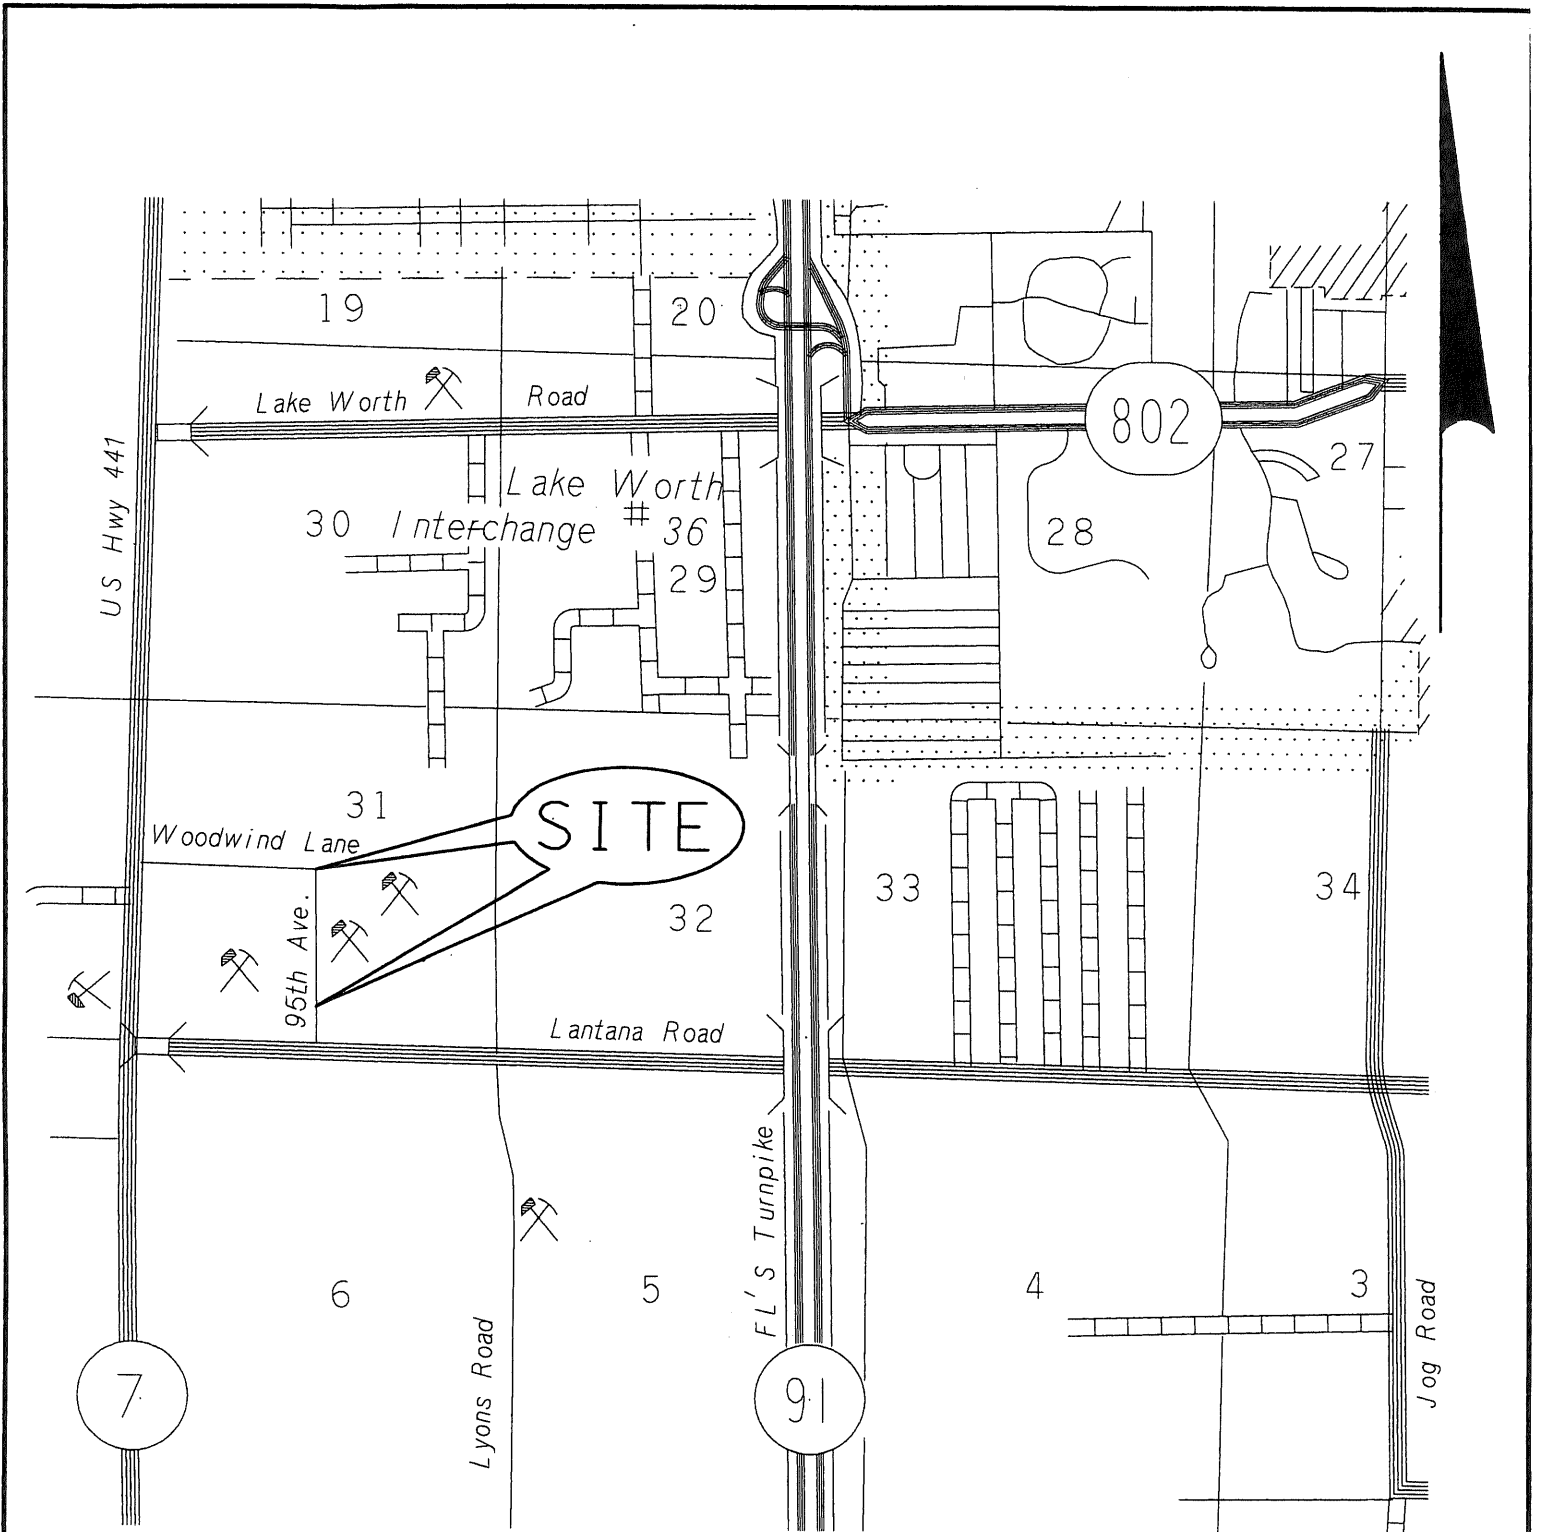 19
20
Lake Worth Road
802
27
US Hwy 441
Lake Worth
30
Interchange # 36
28
29
31
Woodwind Lane
SITE
33
34
32
95th Ave.
Lantana Road
FL'S Turnpike
6
5
4
3
Lyons Road
Jog Road
7
91